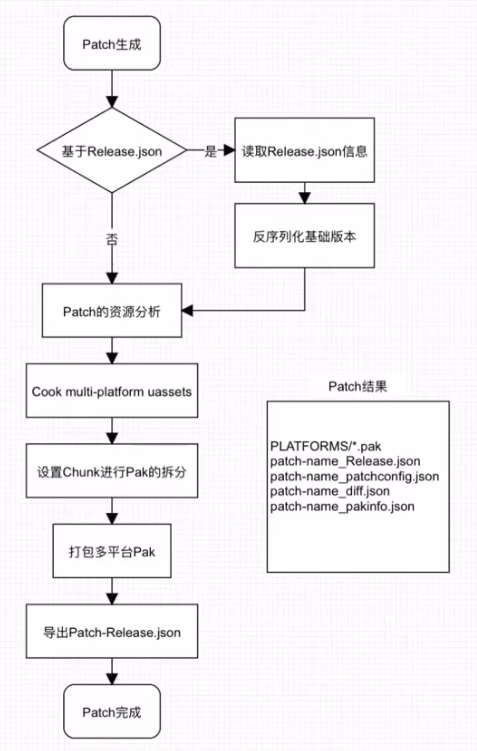 Patch生成
基于Release.json
是
读取Release.json信息
反序列化基础版本
否
Patch的资源分析
Cook multi-platform uassets
设置Chunk进行Pak的拆分
打包多平台Pak
导出Patch-Release.json
Patch完成
Patch结果
PLATFORMS/*.pak
patch-name_Release.json
patch-name_patchconfig.json
patch-name_diff.json
patch-name_pakinfo.json